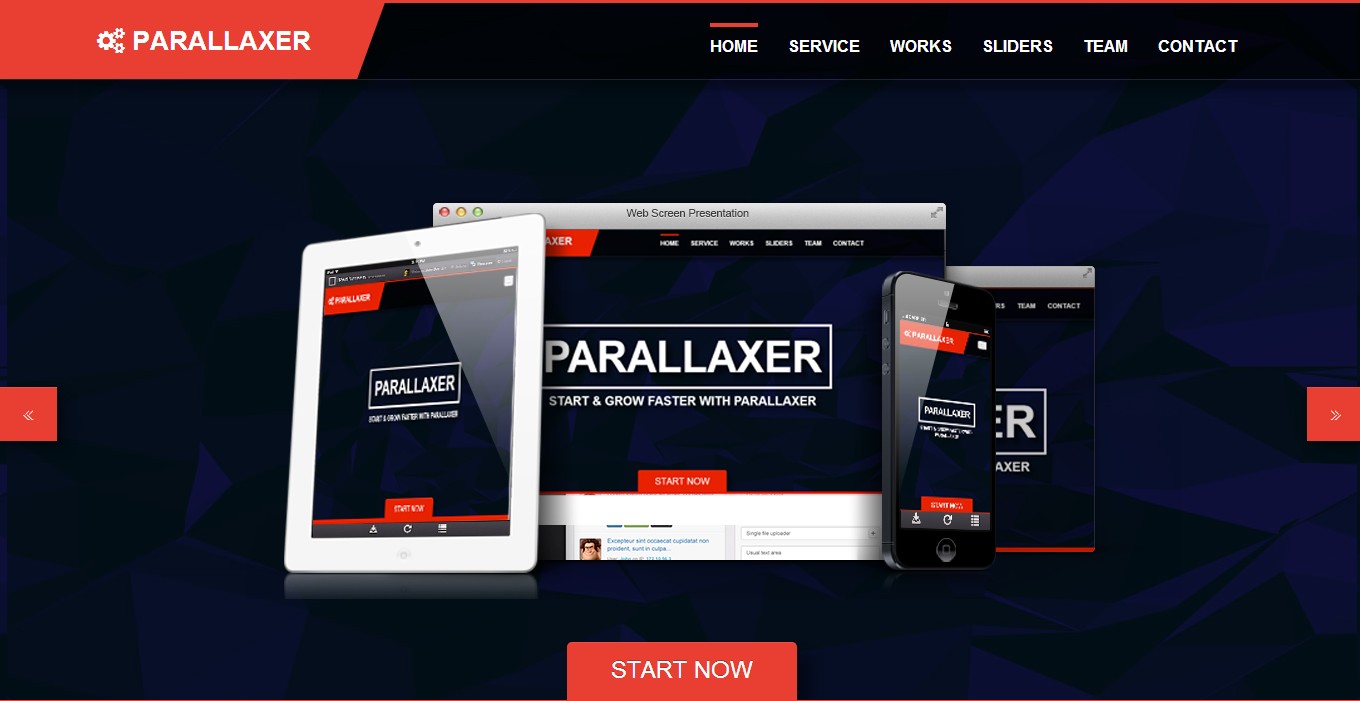 PARALLAXER
HOME SERVICE WORKS SLIDERS TEAM CONTACT
Web Screen Presentation
AXER HOME SERVICE WORKS SLIDERS TEAM CONTACT
PARALLAXER
START & GROW FASTER WITH PARALLAXER
START NOW
Excepteur sint occaecat cupidatat non
proident, sunt in culpa...
Single file uploader
Usual text area
PARALLAXER
PARALLAXER
START & GROW FASTER WITH PARALLAXER
START NOW
PARALLAXER
PARALLAXER
START NOW
RS TEAM CONTACT
ER
AXER
START NOW